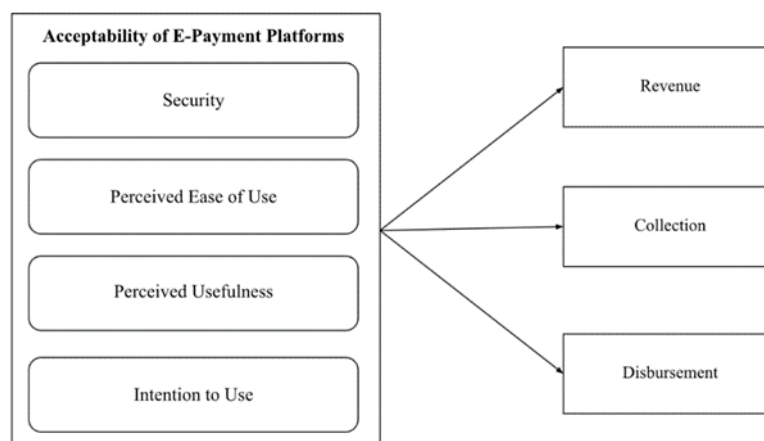 Acceptability of E-Payment Platforms
Security
Perceived Ease of Use
Perceived Usefulness
Intention to Use
Revenue
Collection
Disbursement